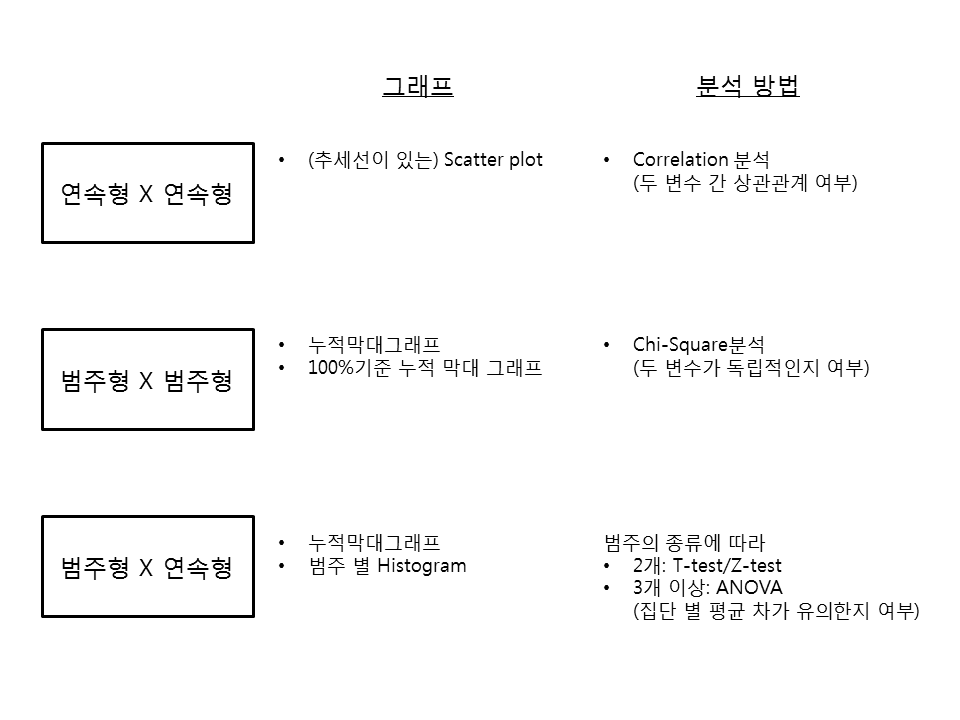 그래프
분석 방법
연속형 X 연속형
• (추세선이 있는) Scatter plot
• Correlation 분석
(두 변수 간 상관관계 여부)
범주형 X 범주형
• 누적막대그래프
• 100%기준 누적 막대 그래프
• Chi-Square분석
(두 변수가 독립적인지 여부)
범주형 X 연속형
• 누적막대그래프
• 범주 별 Histogram
범주의 종류에 따라
• 2개: T-test/Z-test
• 3개 이상: ANOVA
(집단 별 평균 차가 유의한지 여부)